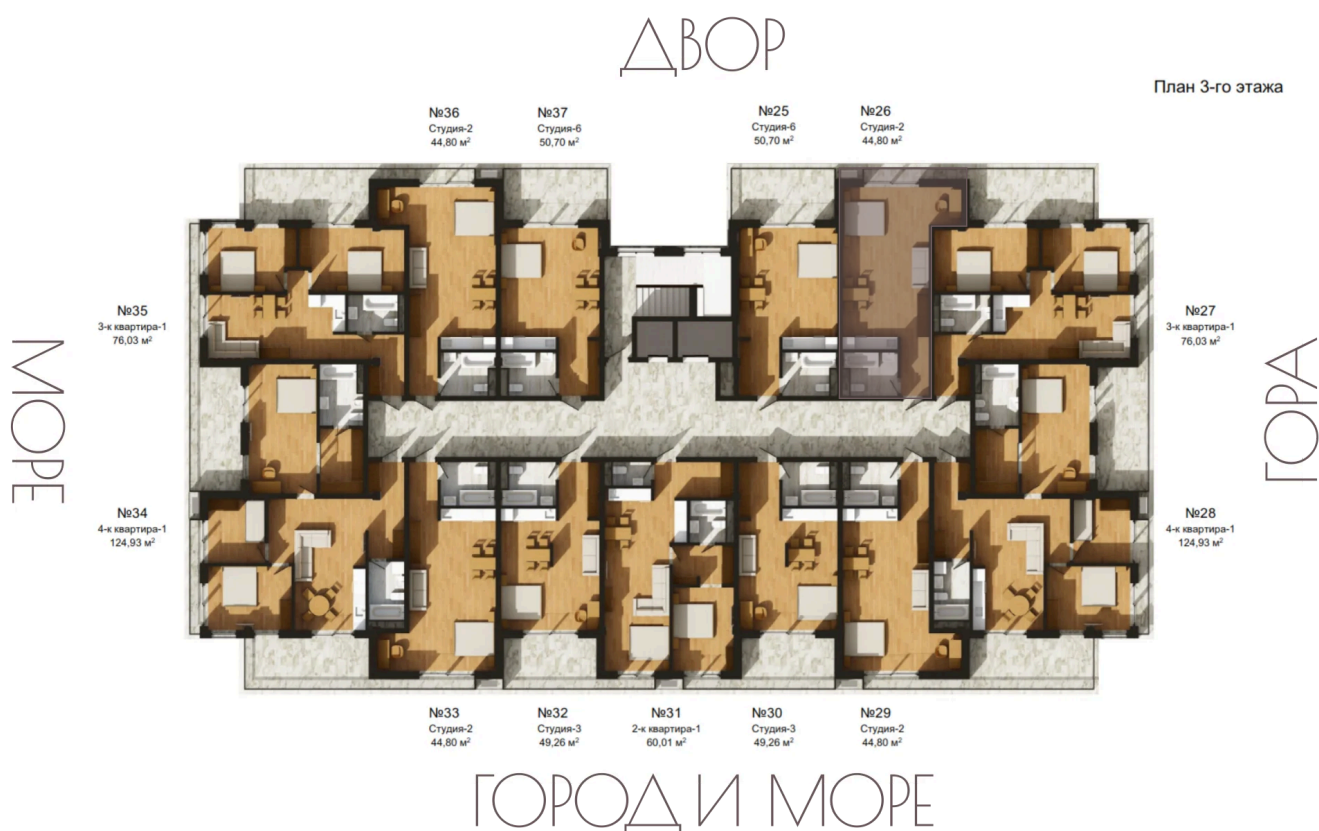 ДВОР
План 3-го этажа
№36
Студия-2
44,80 м²
№37
Студия-6
50,70 м²
№25
Студия-6
50,70 м²
№26
Студия-2
44,80 м²
№35
3-к квартира-1
76,03 м²
№27
3-к квартира-1
76,03 м²
МОРЕ
ГОРА
№34
4-к квартира-1
124,93 м²
№28
4-к квартира-1
124,93 м²
№33
Студия-2
44,80 м²
№32
Студия-3
49,26 м²
№31
2-к квартира-1
60,01 м²
№30
Студия-3
49,26 м²
№29
Студия-2
44,80 м²
ГОРОД И МОРЕ